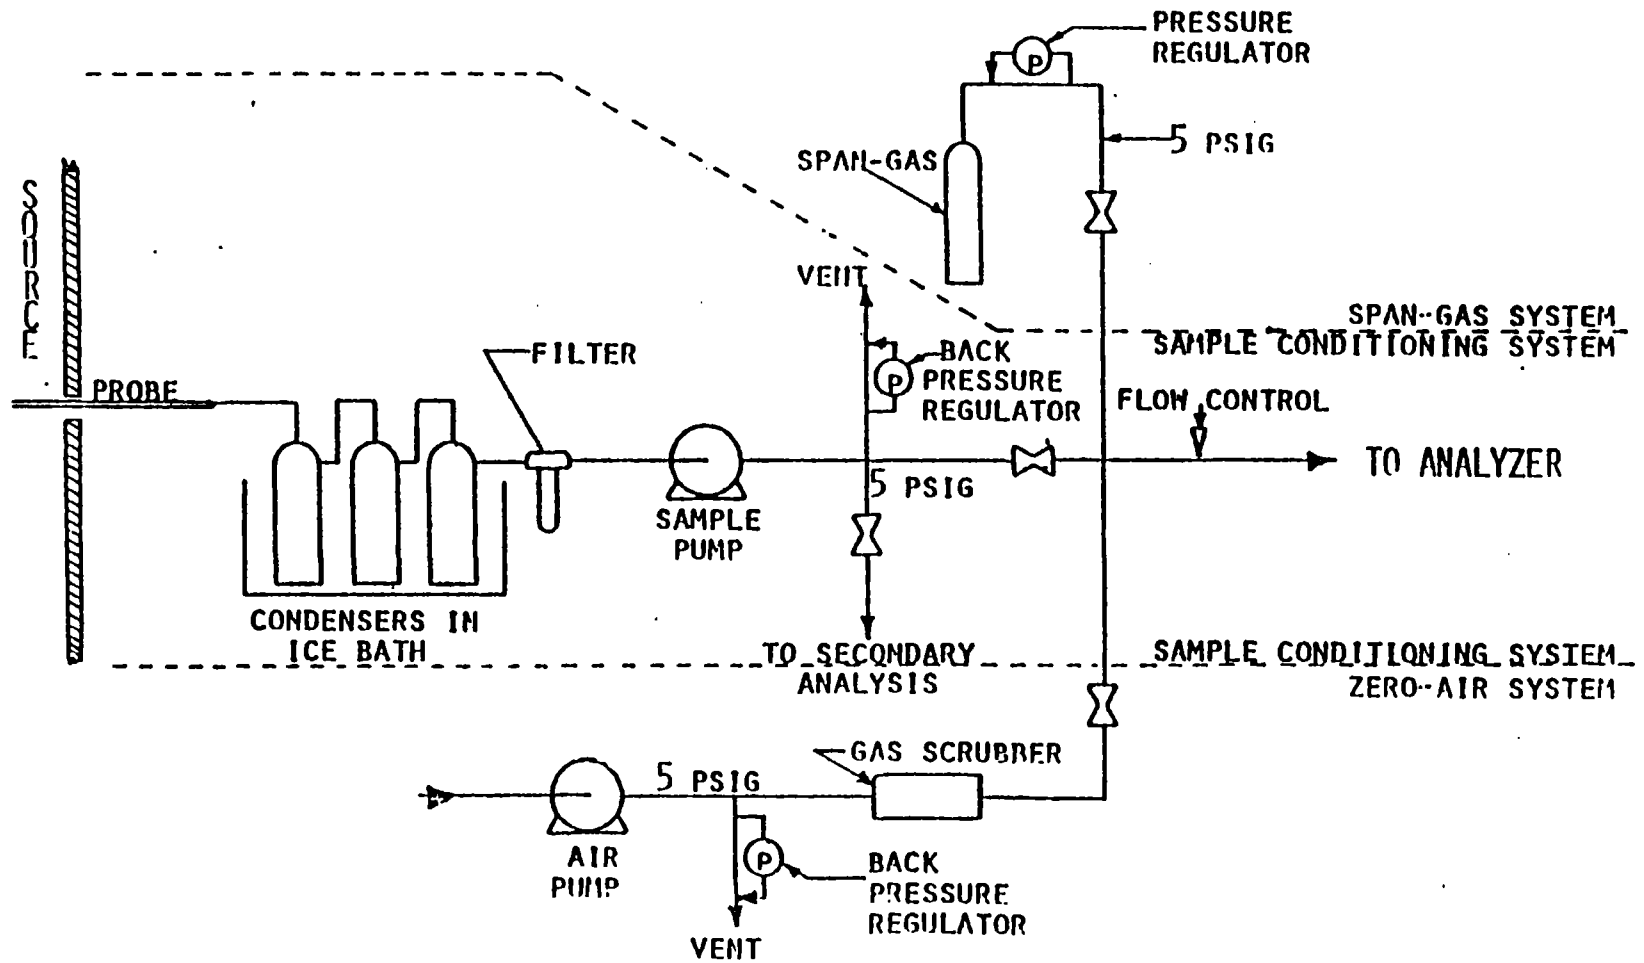 PRESSURE
REGULATOR
5 PSIG
SPAN-GAS
SOURCE
VENT
SPAN-GAS SYSTEM
SAMPLE CONDITIONING SYSTEM
FILTER
BACK
PRESSURE
REGULATOR
PROBE
FLOW CONTROL
P
P
TO ANALYZER
5 PSIG
SAMPLE
PUMP
CONDENSERS IN
ICE BATH
TO SECONDARY
ANALYSIS
SAMPLE CONDITIONING SYSTEM
ZERO-AIR SYSTEM
GAS SCRUBBER
5 PSIG
AIR
PUMP
P
BACK
PRESSURE
REGULATOR
VENT